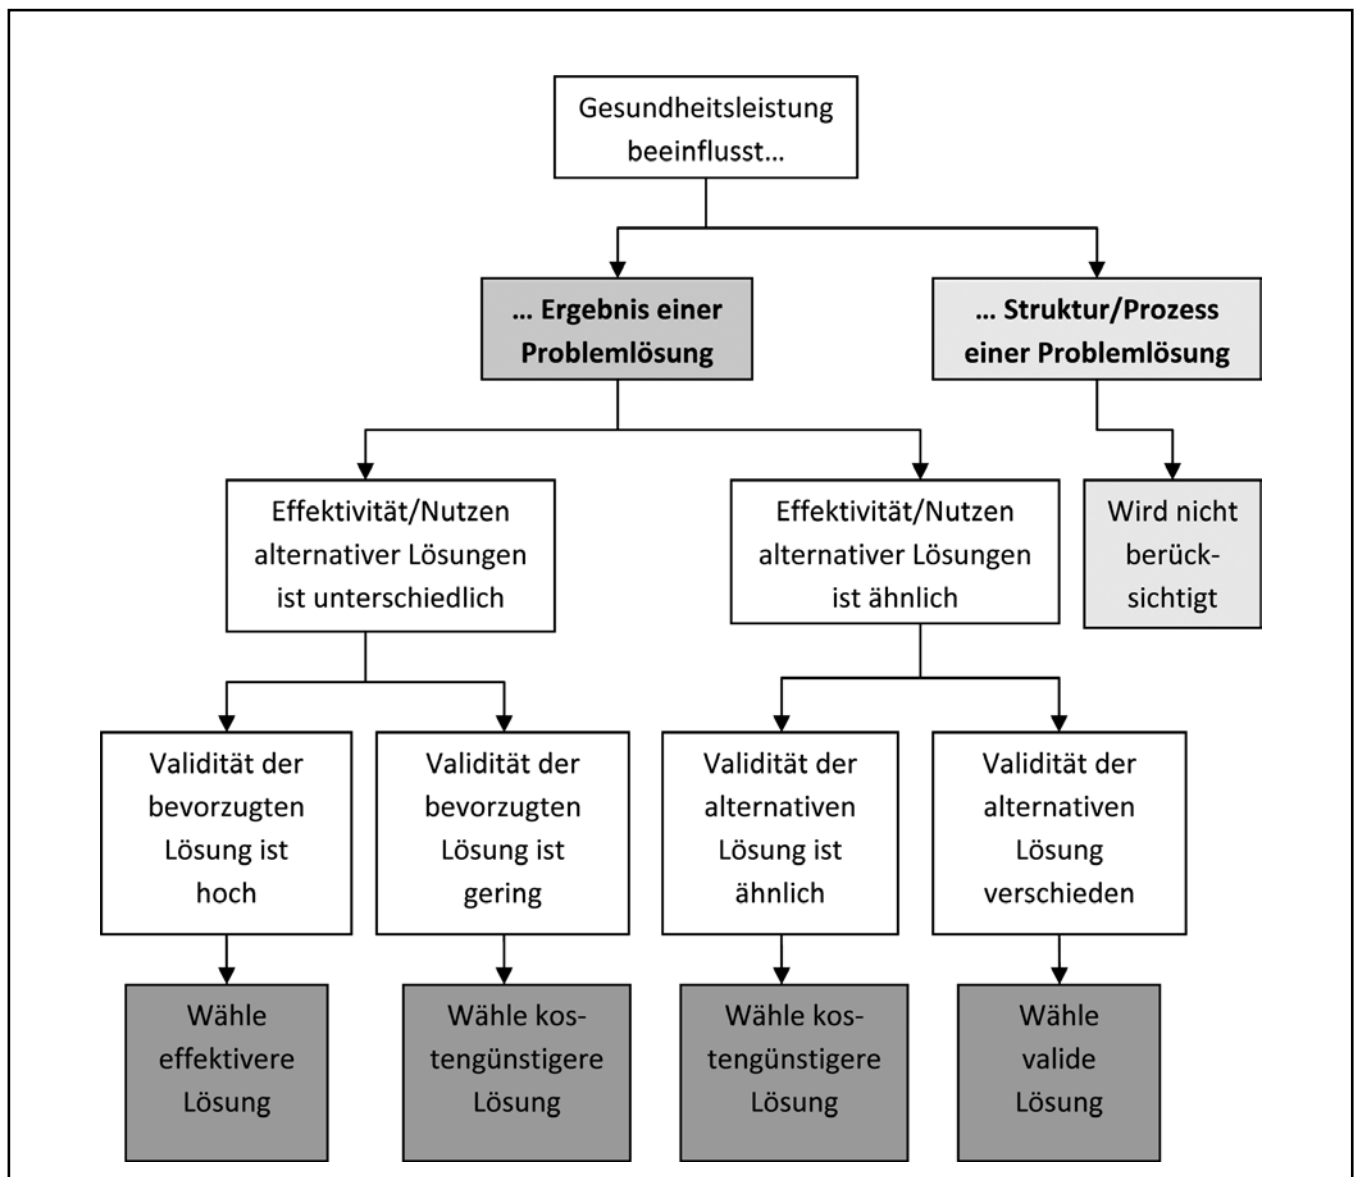 Gesundheitsleistung
beeinflusst...
... Ergebnis einer
Problemlösung
... Struktur/Prozess
einer Problemlösung
Effektivität/Nutzen
alternativer Lösungen
ist unterschiedlich
Effektivität/Nutzen
alternativer Lösungen
ist ähnlich
Wird nicht
berück-
sichtigt
Validität der
bevorzugten
Lösung ist
hoch
Validität der
bevorzugten
Lösung ist
gering
Validität der
alternativen
Lösung ist
ähnlich
Validität der
alternativen
Lösung
verschieden
Wähle
effektivere
Lösung
Wähle kos-
tengünstigere
Lösung
Wähle kos-
tengünstigere
Lösung
Wähle
valide
Lösung